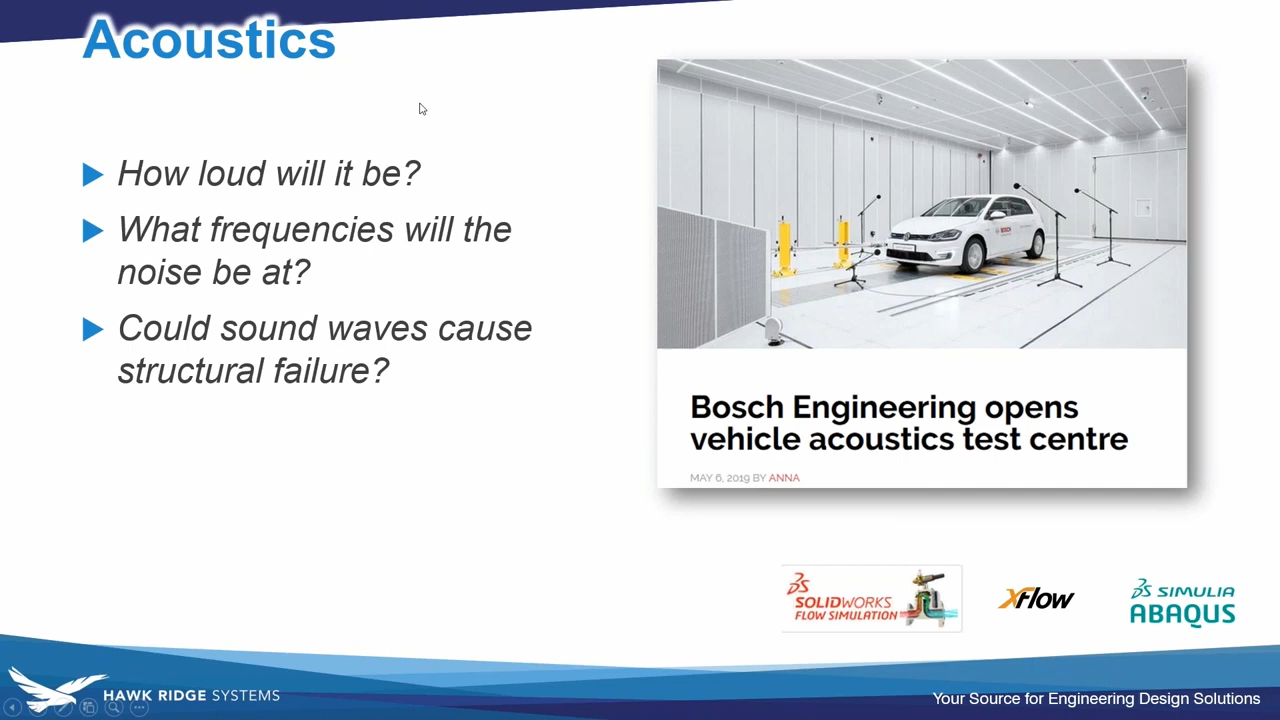 Acoustics
How loud will it be?
What frequencies will the
noise be at?
Could sound waves cause
structural failure?
BOSCH
Bosch Engineering opens
vehicle acoustics test centre
MAY 6, 2019 BY ANNA
SOLIDWORKS
FLOW SIMULATION
XFlow
SIMULIA
ABAQUS
HAWK RIDGE SYSTEMS
Your Source for Engineering Design Solutions